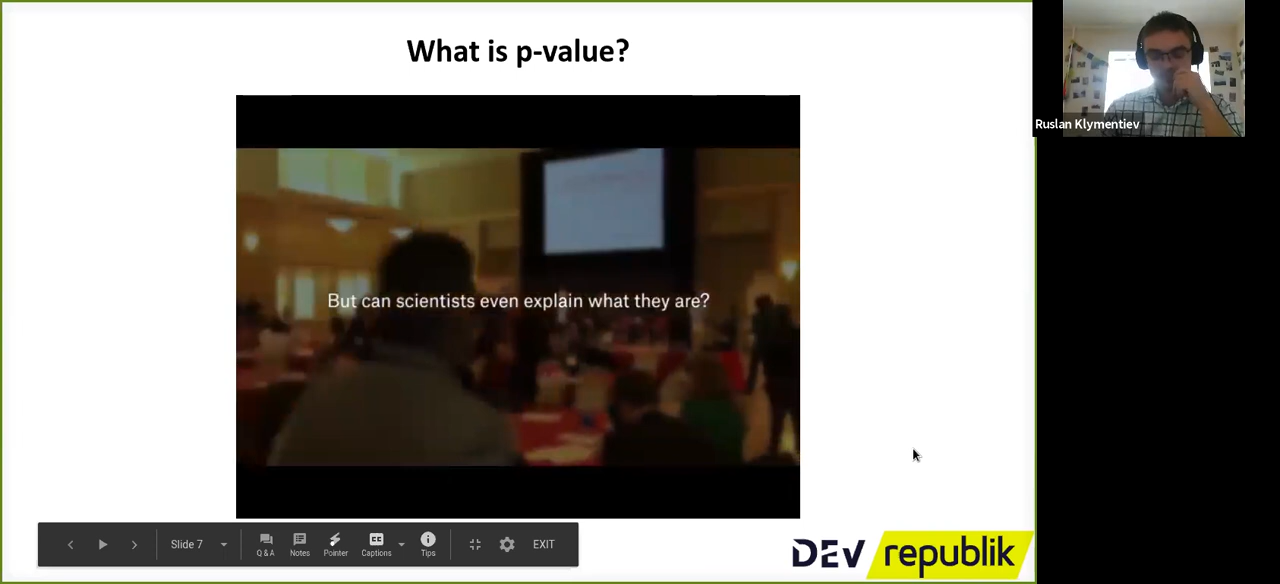 What is p-value?
Ruslan Klymentiev
But can scientists even explain what they are?
Slide 7
Q & A
Notes
Pointer
Captions
Tips
EXIT
DEV republik